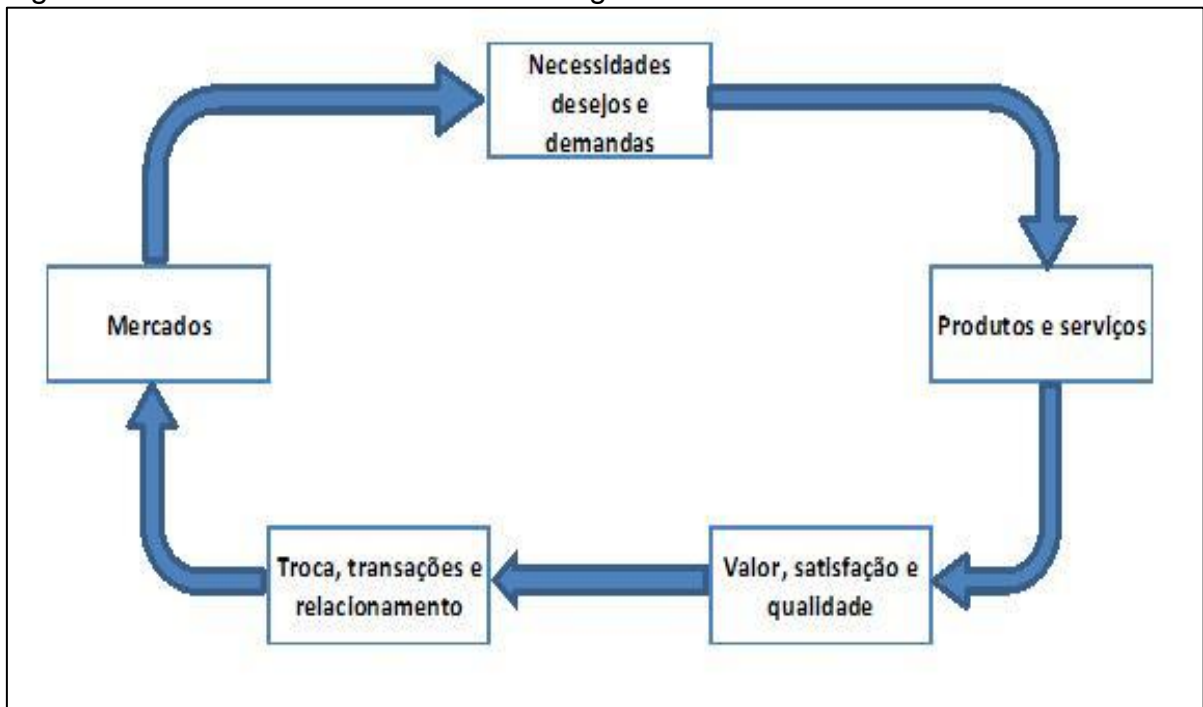 Necessidades
desejos e
demandas
Mercados
Produtos e serviços
Troca, transações e
relacionamento
Valor, satisfação e
qualidade